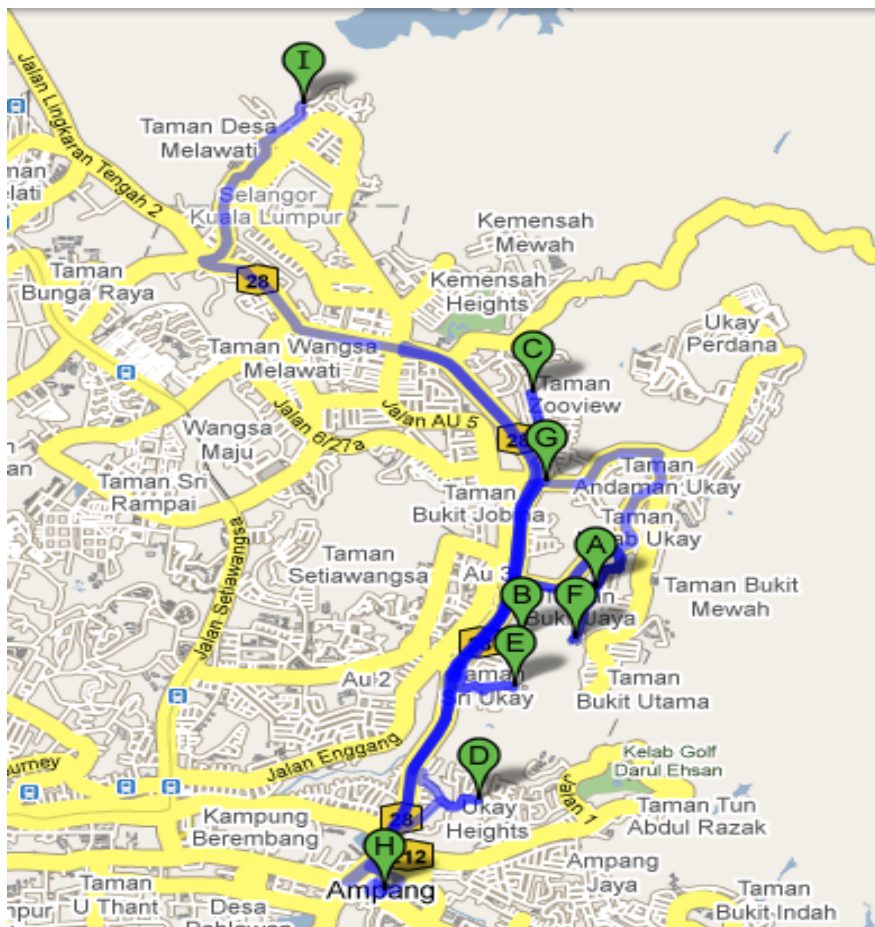 I
Jalan Lingkaran Tengah 2
Taman Desa
Melawati
Selangor
Kuala Lumpur
Kemensah
Mewah
Taman
Bunga Raya
28
Kemensah
Heights
Ukay
Perdana
Taman Wangsa
Melawati
C
Taman
Zooview
Jalan AU 5
Jalan 6/27a
28
G
Wangsa
Maju
Taman Sri
Rampai
Taman
Andaman Ukay
Taman
Bukit
Taman
Ukay
Jalan Setiawangsa
Taman
Setiawangsa
Au 3
A
Taman Bukit
Mewah
B
F
Jaya
E
Au 2
Sri Ukay
Taman
Bukit Utama
Jalan Enggang
D
Kelab Golf
Darul Ehsan
Jalan 1
Ukay
Heights
Taman Tun
Abdul Razak
Kampung
Berembang
28
H
12
Ampang
Ampang
Jaya
Taman
U Thant
Desa
Taman
Bukit Indah